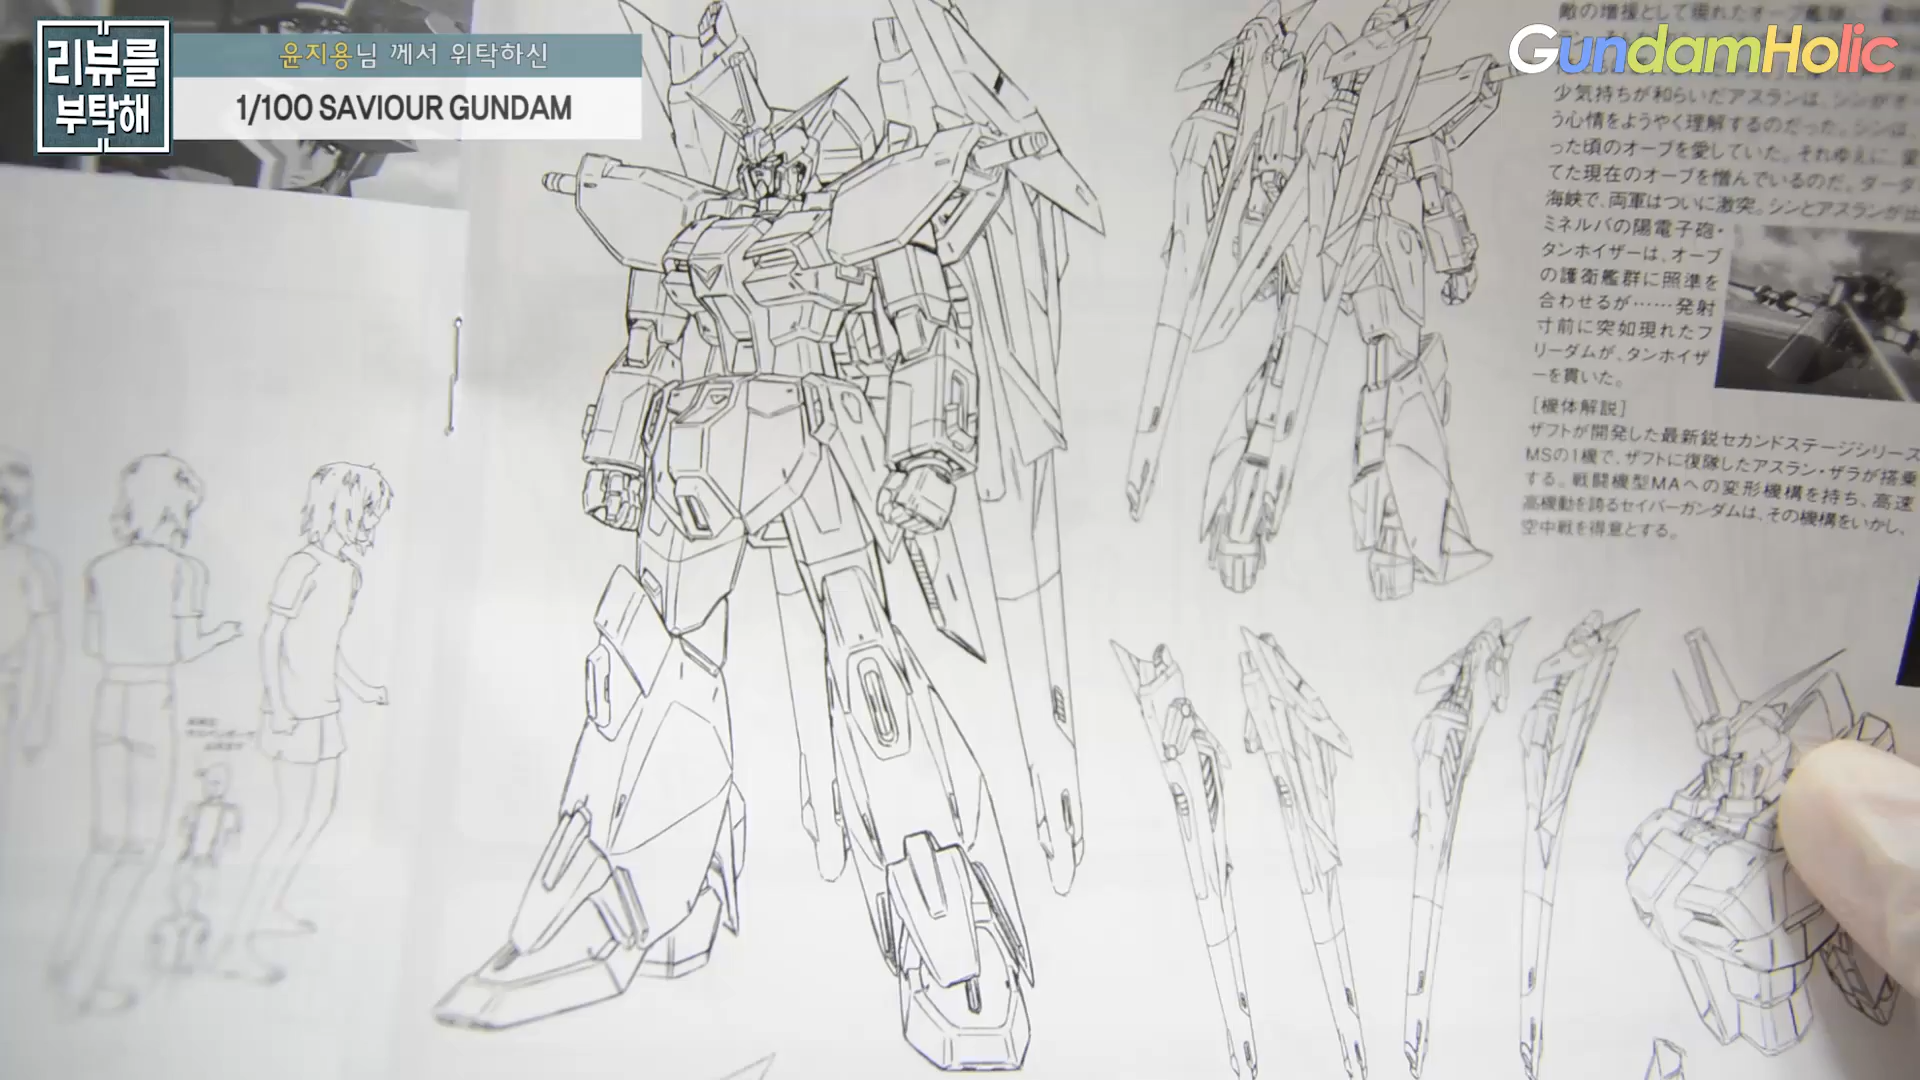 리뷰를
부탁해
윤지용님 께서 위탁하신
1/100 SAVIOUR GUNDAM
GundamHolic
敵の増援として現れたオーブ艦隊
少気持ちが和らいだアスランは、シンがオー
う心情をようやく理解するのだった。シンは、
った頃のオーブを愛していた。それゆえに、
てた現在のオーブを憎んでいるのだ。ダーダ
海峡で、両軍はついに激突。シンとアスランが出
ミネルバの陽電子砲・
タンホイザーは、オーブ
の護衛艦群に照準を
合わせるが……発射
寸前に突如現れたフ
リーダムが、タンホイザ
ーを貫いた。
[機体解説]
ザフトが開発した最新鋭セカンドステージシリーズ
MSの1機で、ザフトに復隊したアスラン・ザラが搭乗
する。戦闘機型MAへの変形機構を持ち、高速
高機動を誇るセイバーガンダムは、その機構をいかし、
空中戦を得意とする。